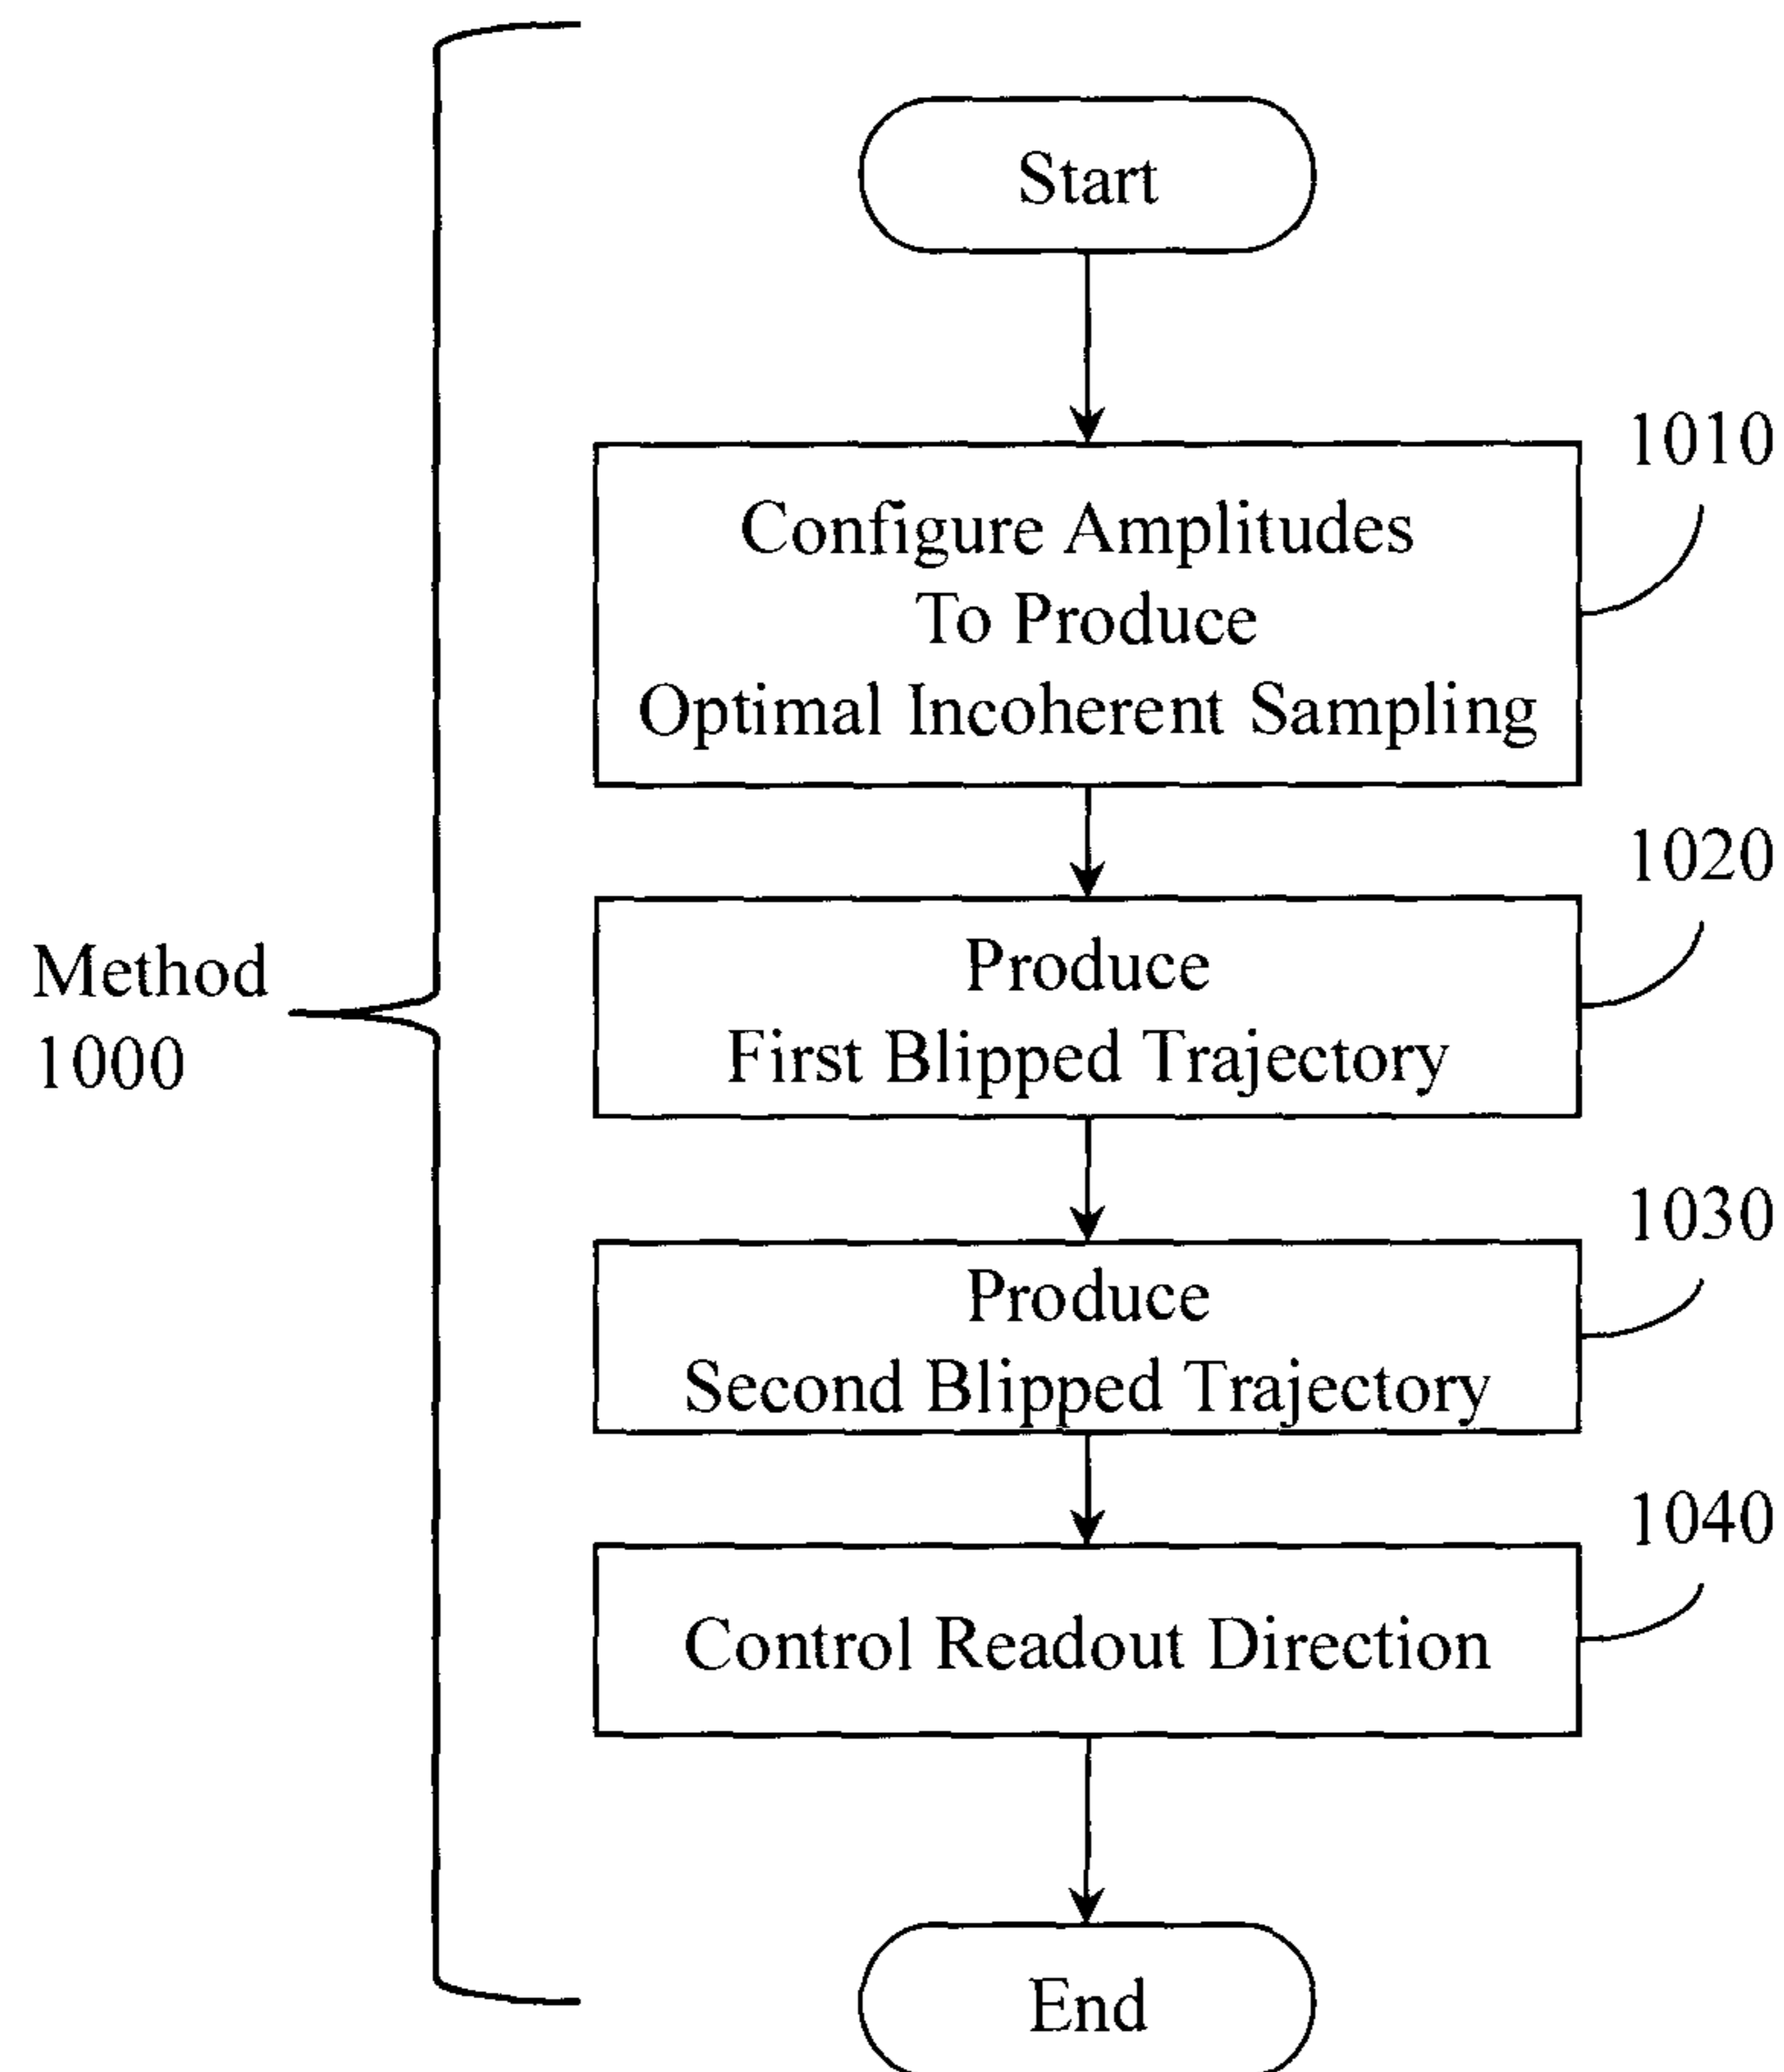 Start
1010
Configure Amplitudes
To Produce
Optimal Incoherent Sampling
1020
Produce
First Blipped Trajectory
Method
1000
1030
Produce
Second Blipped Trajectory
1040
Control Readout Direction
End